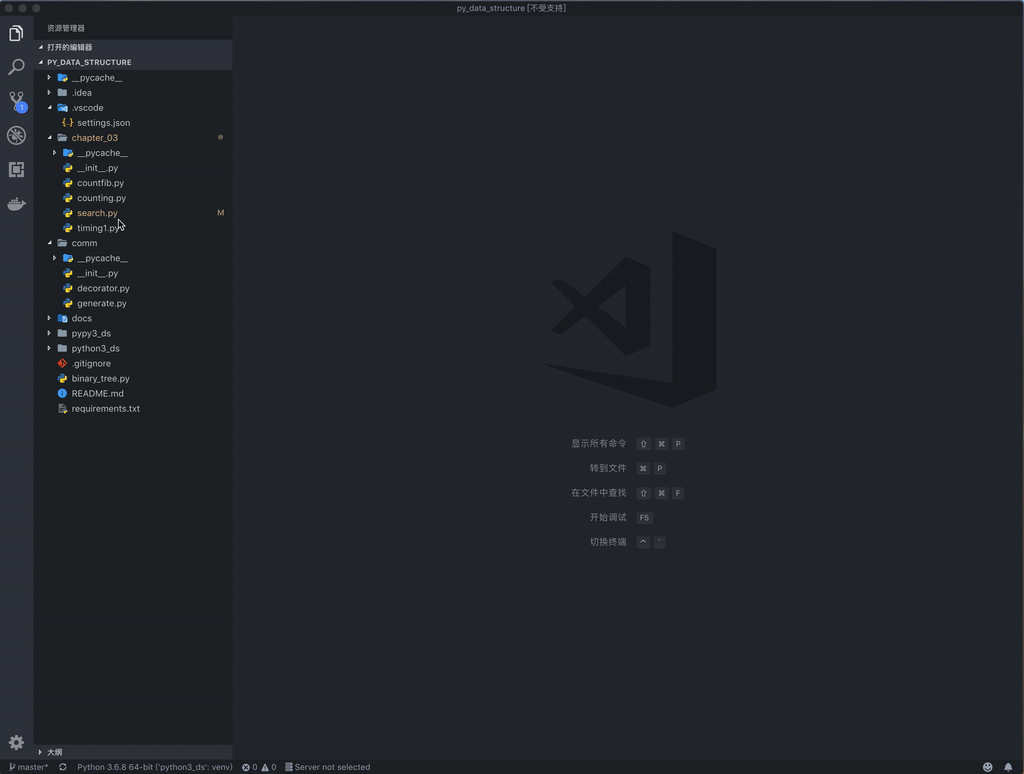 py_data_structure [不受支持]
资源管理器
打开的编辑器
PY_DATA_STRUCTURE
__pycache__
.idea
.vscode
{..} settings.json
chapter_03
__pycache__
__init__.py
countfib.py
counting.py
search.py M
timing1.py
comm
__pycache__
__init__.py
decorator.py
generate.py
docs
pypy3_ds
python3_ds
.gitignore
binary_tree.py
README.md
requirements.txt
1
显示所有命令 ⇧ ⌘ P
转到文件 ⌘ P
在文件中查找 ⇧ ⌘ F
开始调试 F5
切换终端 ^ `
大纲
master* Python 3.6.8 64-bit ('python3_ds': venv) 0 0 Server not selected